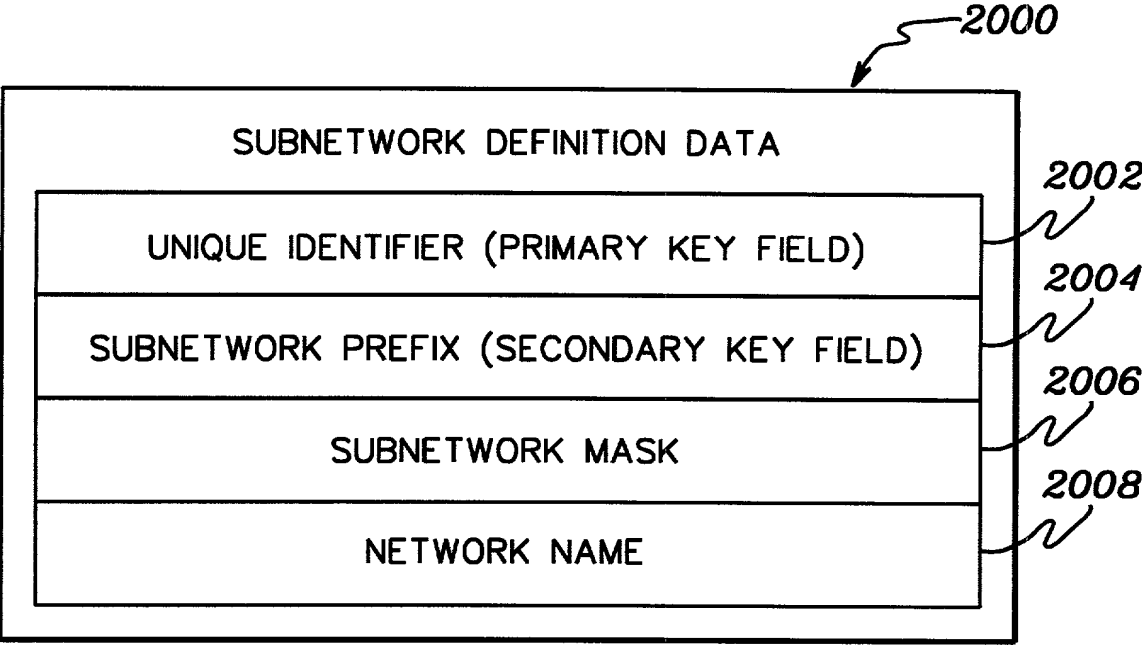 2000
SUBNETWORK DEFINITION DATA
2002
UNIQUE IDENTIFIER (PRIMARY KEY FIELD)
2004
SUBNETWORK PREFIX (SECONDARY KEY FIELD)
2006
SUBNETWORK MASK
2008
NETWORK NAME